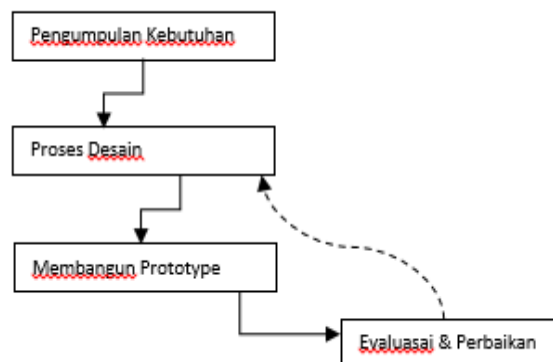 Pengumpulan Kebutuhan
Proses Desain
Membangun Prototype
Evaluasai & Perbaikan